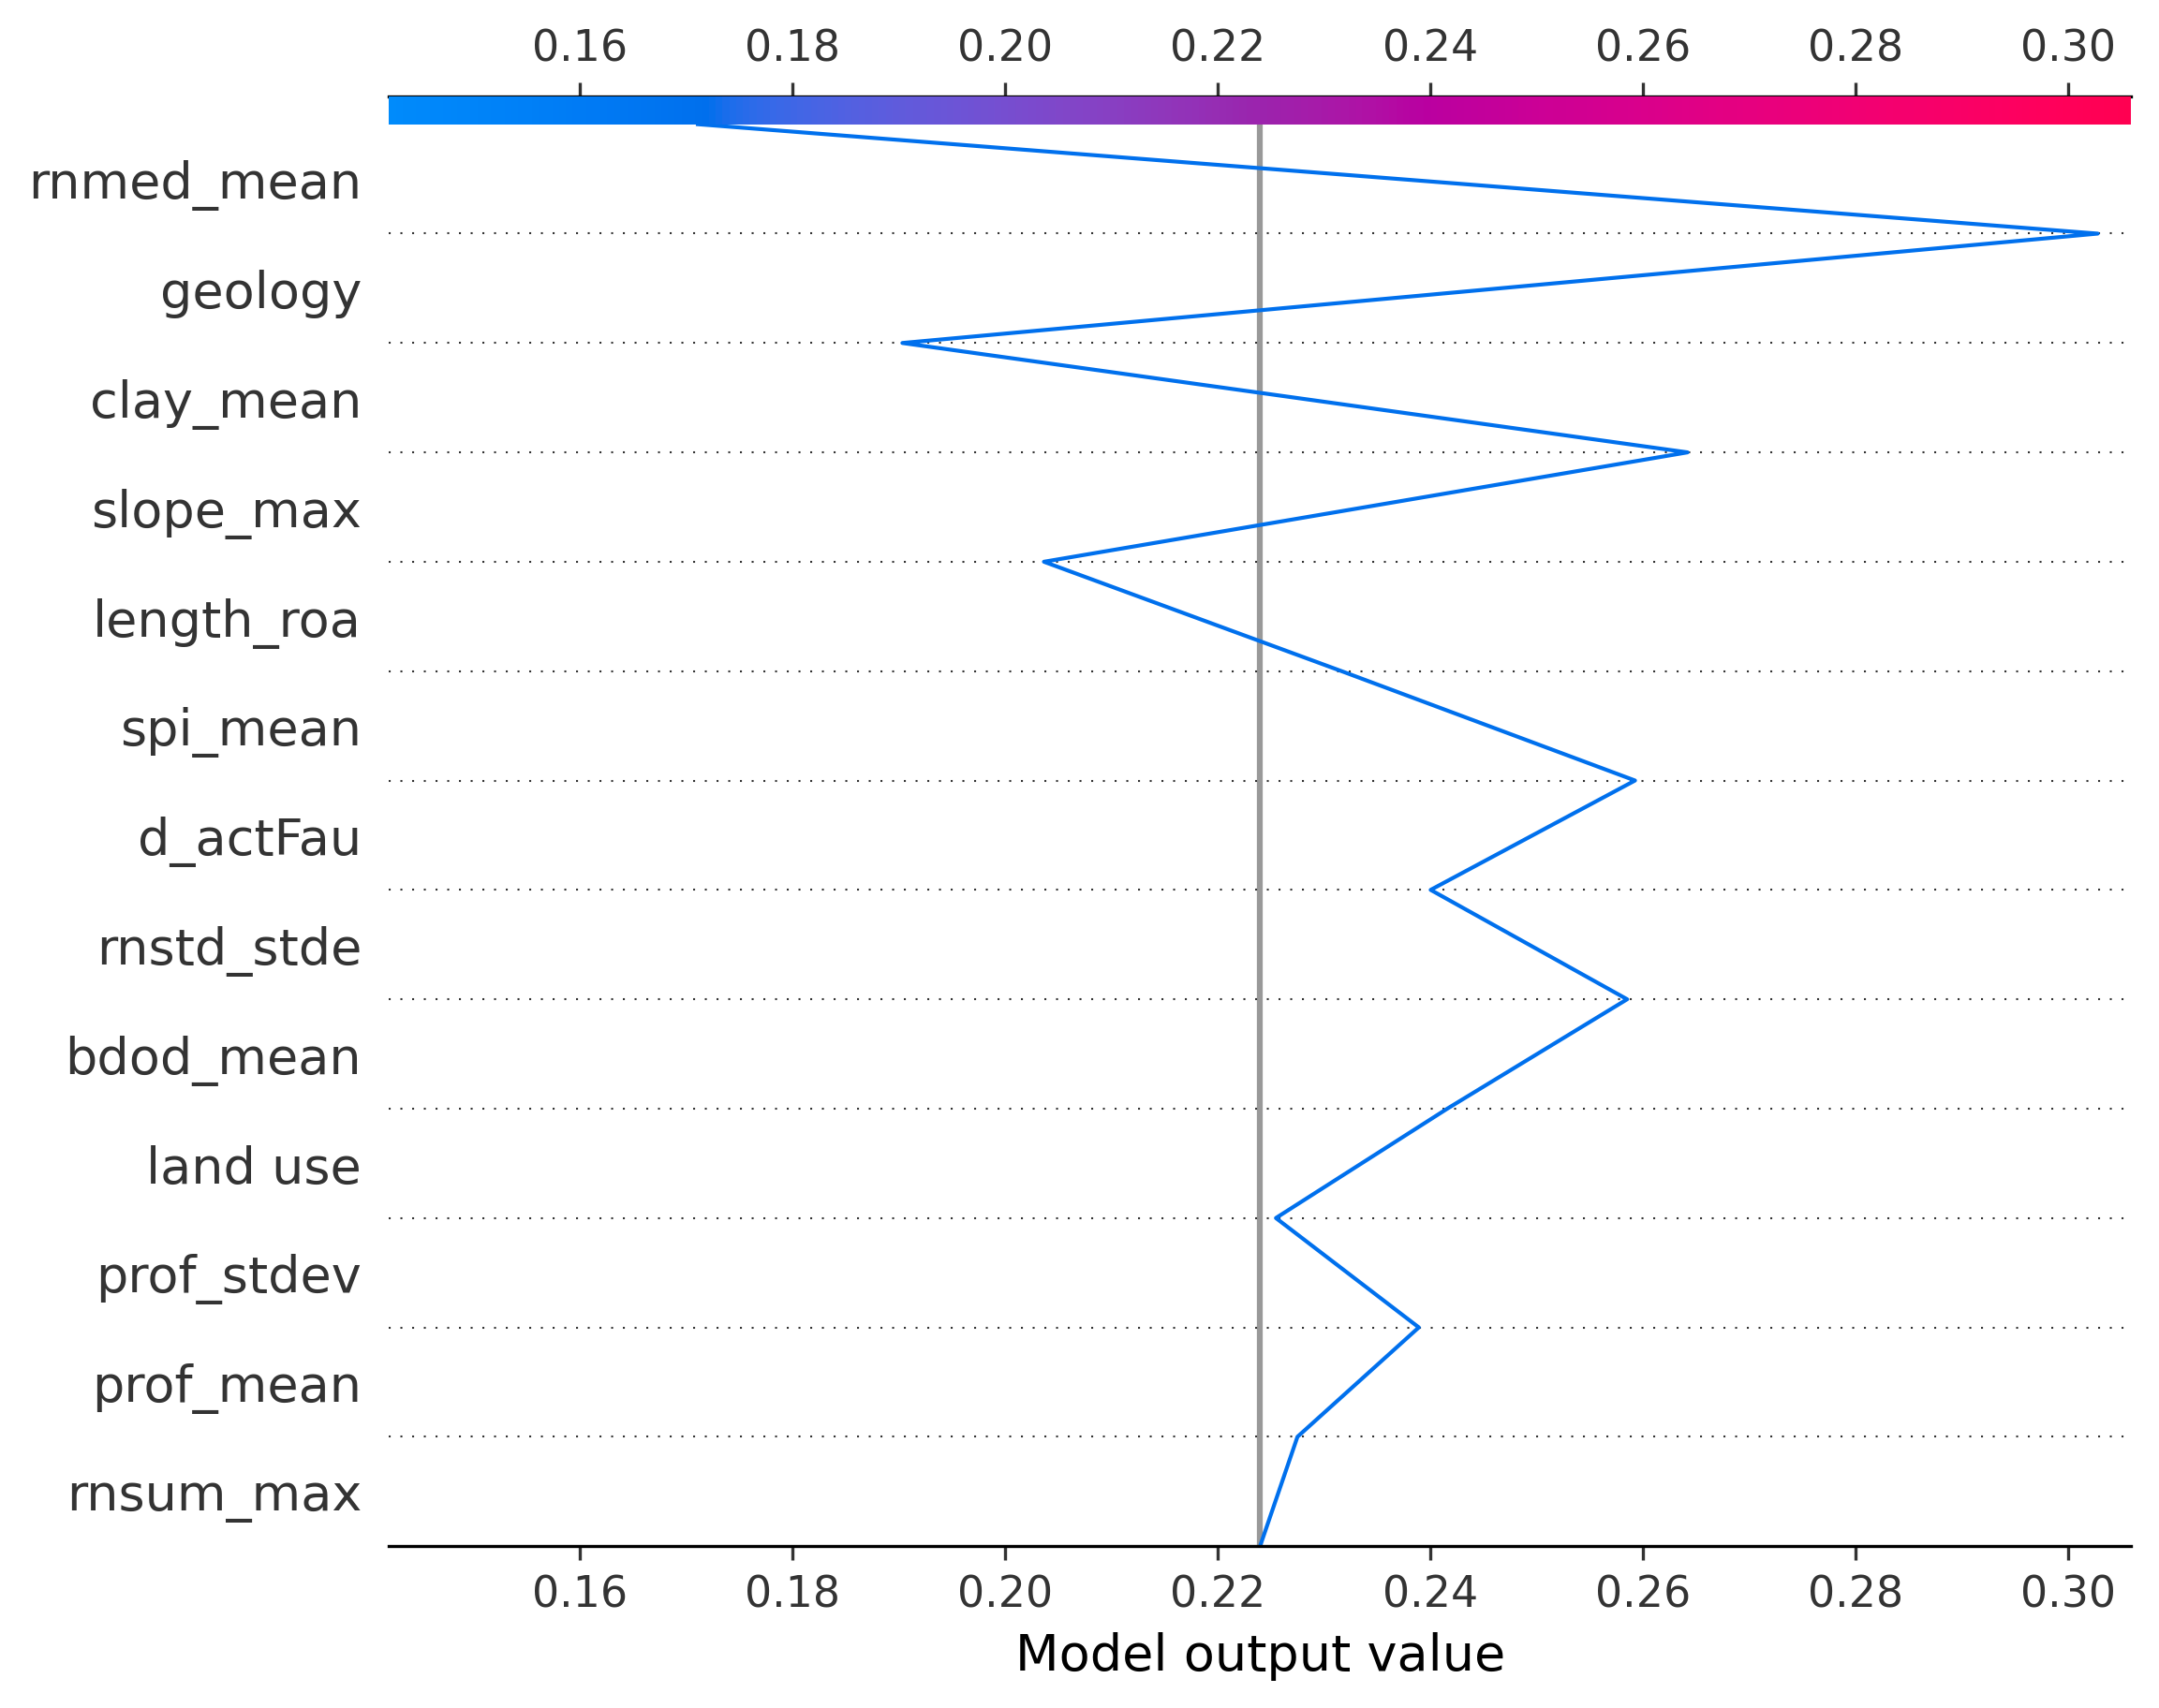 0.16 0.18 0.20 0.22 0.24 0.26 0.28 0.30
rnmed_mean
geology
clay_mean
slope_max
length_roa
spi_mean
d_actFau
rnstd_stde
bdod_mean
land use
prof_stdev
prof_mean
rnsum_max
0.16 0.18 0.20 0.22 0.24 0.26 0.28 0.30
Model output value